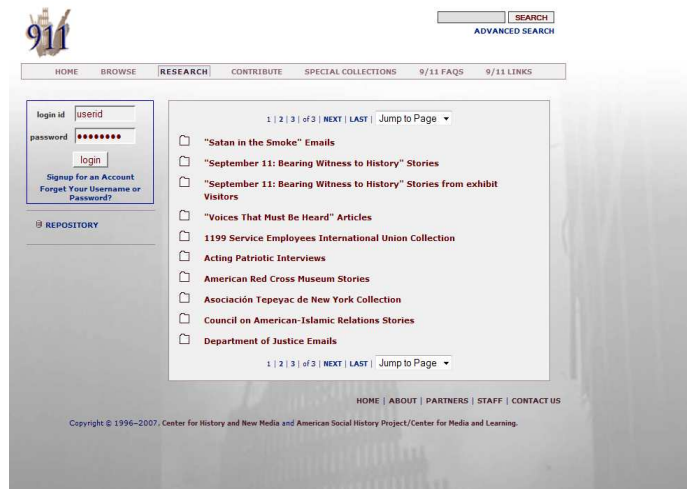 911
SEARCH
ADVANCED SEARCH
HOME BROWSE RESEARCH CONTRIBUTE SPECIAL COLLECTIONS 9/11 FAQS 9/11 LINKS
login id userid
password ••••••••
login
Signup for an Account
Forget Your Username or
Password?
REPOSITORY
1 | 2 | 3 | of 3 | NEXT | LAST | Jump to Page
"Satan in the Smoke" Emails
"September 11: Bearing Witness to History" Stories
"September 11: Bearing Witness to History" Stories from exhibit
Visitors
"Voices That Must Be Heard" Articles
1199 Service Employees International Union Collection
Acting Patriotic Interviews
American Red Cross Museum Stories
Asociación Tepeyac de New York Collection
Council on American-Islamic Relations Stories
Department of Justice Emails
1 | 2 | 3 | of 3 | NEXT | LAST | Jump to Page
HOME | ABOUT | PARTNERS | STAFF | CONTACT US
Copyright © 1996–2007, Center for History and New Media and American Social History Project/Center for Media and Learning.